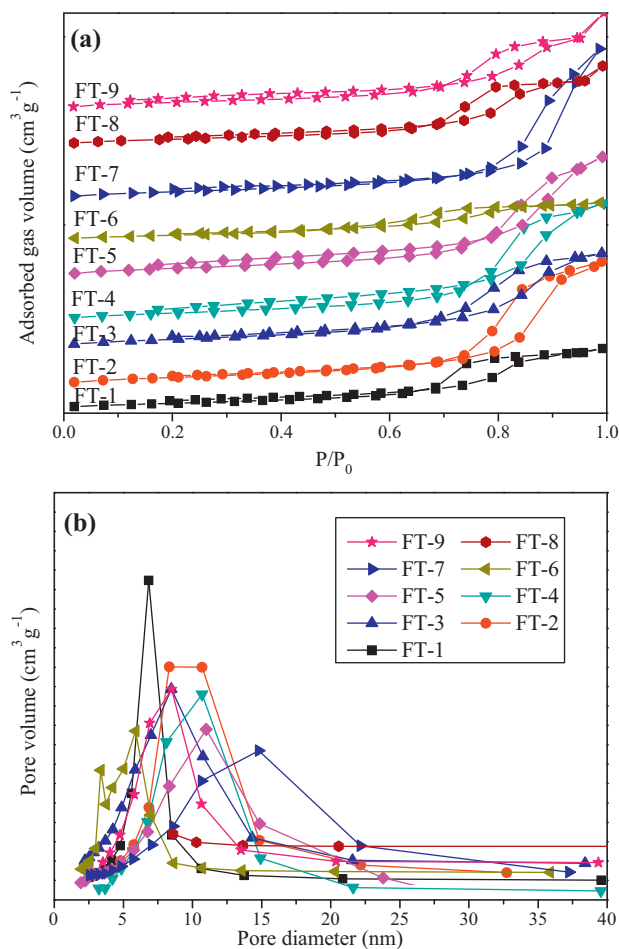 (a)
Adsorbed gas volume (cm³ g⁻¹)
FT-9
FT-8
FT-7
FT-6
FT-5
FT-4
FT-3
FT-2
FT-1
0.0 0.2 0.4 0.6 0.8 1.0
P/P₀
(b)
Pore volume (cm³ g⁻¹)
FT-9 FT-8
FT-7 FT-6
FT-5 FT-4
FT-3 FT-2
FT-1
0 5 10 15 20 25 30 35 40
Pore diameter (nm)